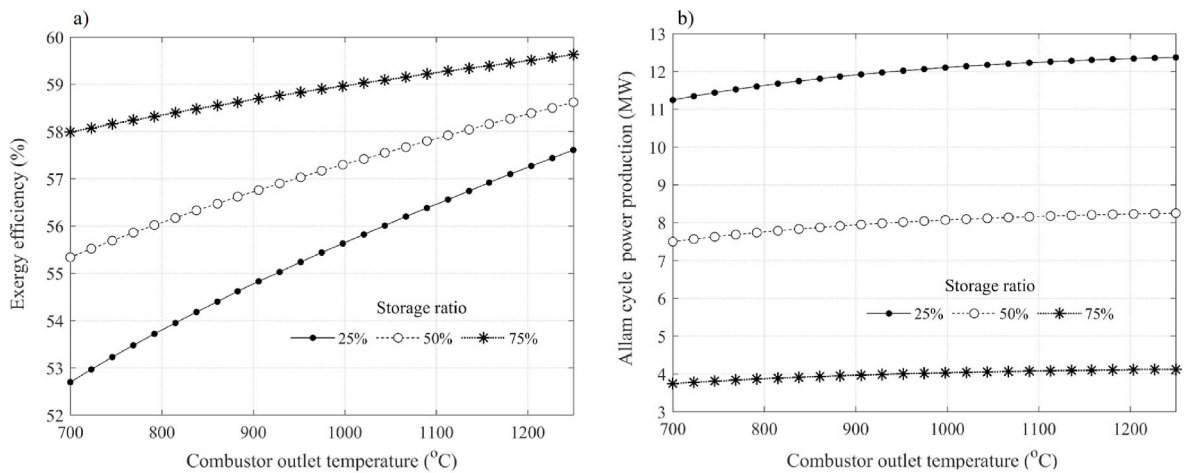 a)
Exergy efficiency (%)
60
59
58
57
56
55
54
53
52
700 800 900 1000 1100 1200
Combustor outlet temperature (°C)
Storage ratio
25% 50% 75%
b)
Allam cycle power production (MW)
13
12
11
10
9
8
7
6
5
4
3
700 800 900 1000 1100 1200
Combustor outlet temperature (°C)
Storage ratio
25% 50% 75%